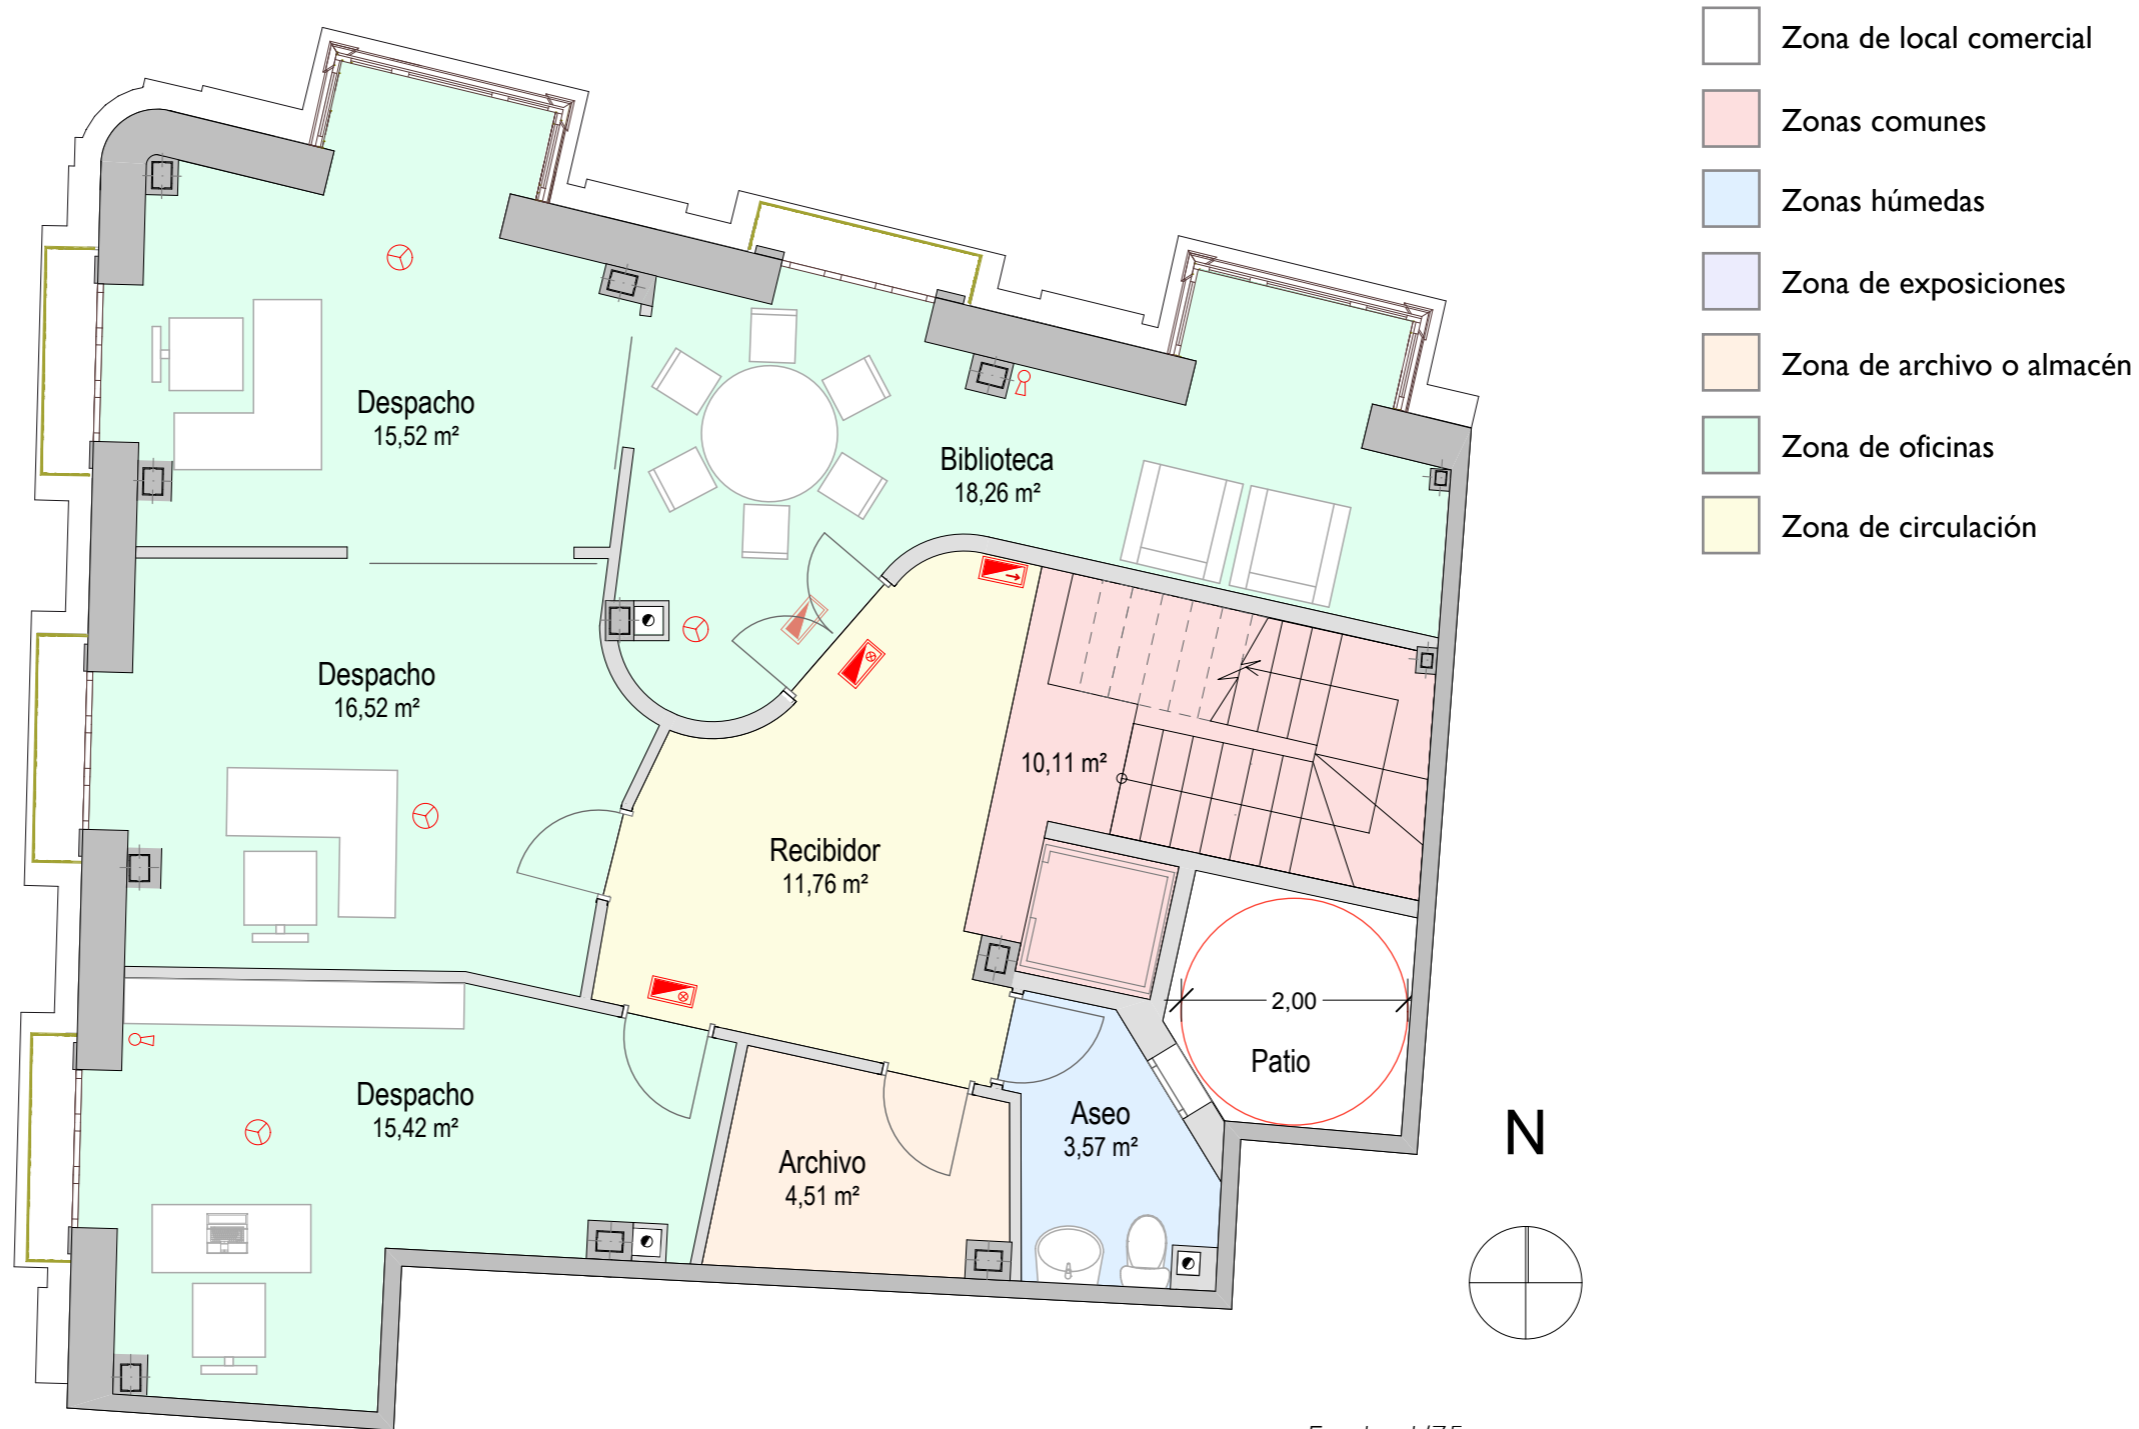 Zona de local comercial
Zonas comunes
Zonas húmedas
Zona de exposiciones
Zona de archivo o almacén
Zona de oficinas
Zona de circulación
Despacho
15,52 m²
Biblioteca
18,26 m²
Despacho
16,52 m²
10,11 m²
Recibidor
11,76 m²
2,00
Patio
Despacho
15,42 m²
Archivo
4,51 m²
Aseo
3,57 m²
N